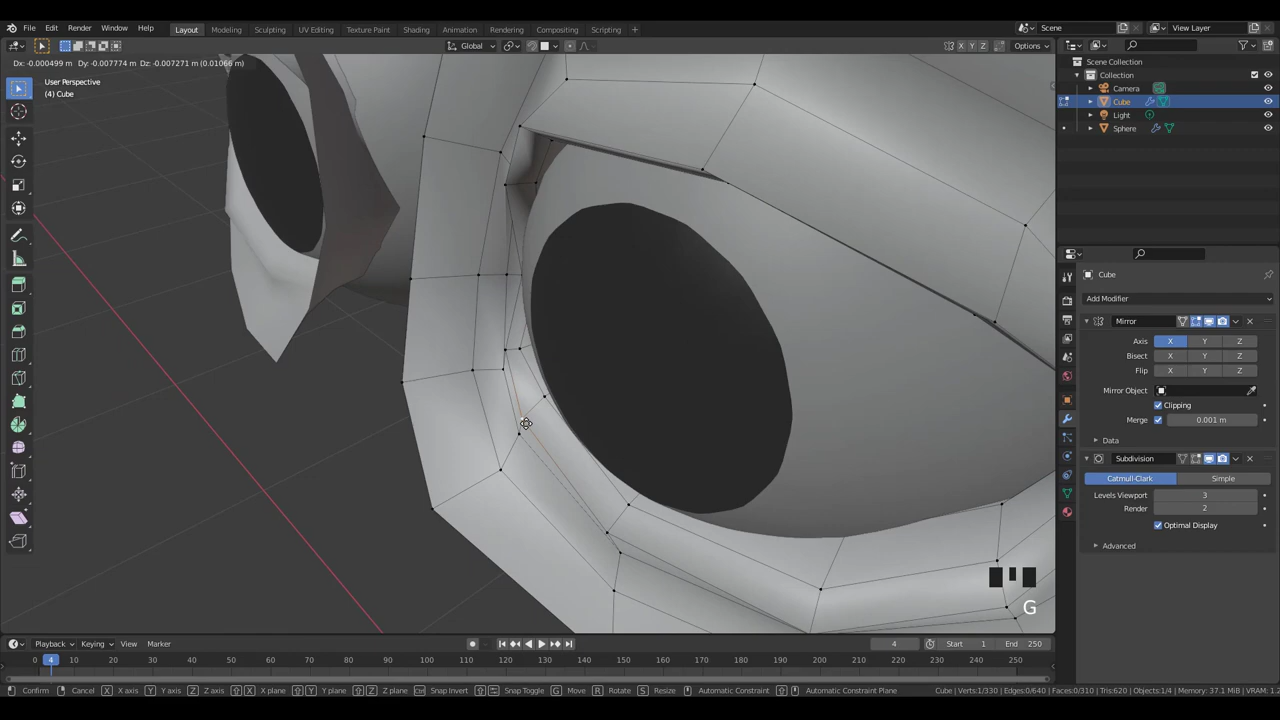 File Edit Render Window Help Layout Modeling Sculpting UV Editing Texture Paint Shading Animation Rendering Compositing Scripting + Scene View Layer
Global X Y Z Options
Dx: -0.000499 m Dy: -0.007774 m Dz: -0.007271 m (0.01066 m)
Scene Collection
Collection
Camera
Cube
Light
Sphere
User Perspective
(4) Cube
Cube
Add Modifier
Mirror
Axis X Y Z
Bisect X Y Z
Flip X Y Z
Mirror Object
Clipping
Merge 0.001 m
Data
Subdivision
Catmull-Clark Simple
Levels Viewport 3
Render 2
Optimal Display
Advanced
G
Playback Keying View Marker 4 Start 1 End 250
0 4 10 20 30 40 50 60 70 80 90 100 110 120 130 140 150 160 170 180 190 200 210 220 230 240 250
Confirm Cancel X X axis Y Y axis Z Z axis X X plane Y Y plane Z Z plane Snap Invert Snap Toggle G Move R Rotate S Resize Automatic Constraint Automatic Constraint Plane Cube | Verts:1/330 | Edges:0/640 | Faces:0/310 | Tris:620 | Objects:1/4 | Memory: 37.1 MiB | VRAM: